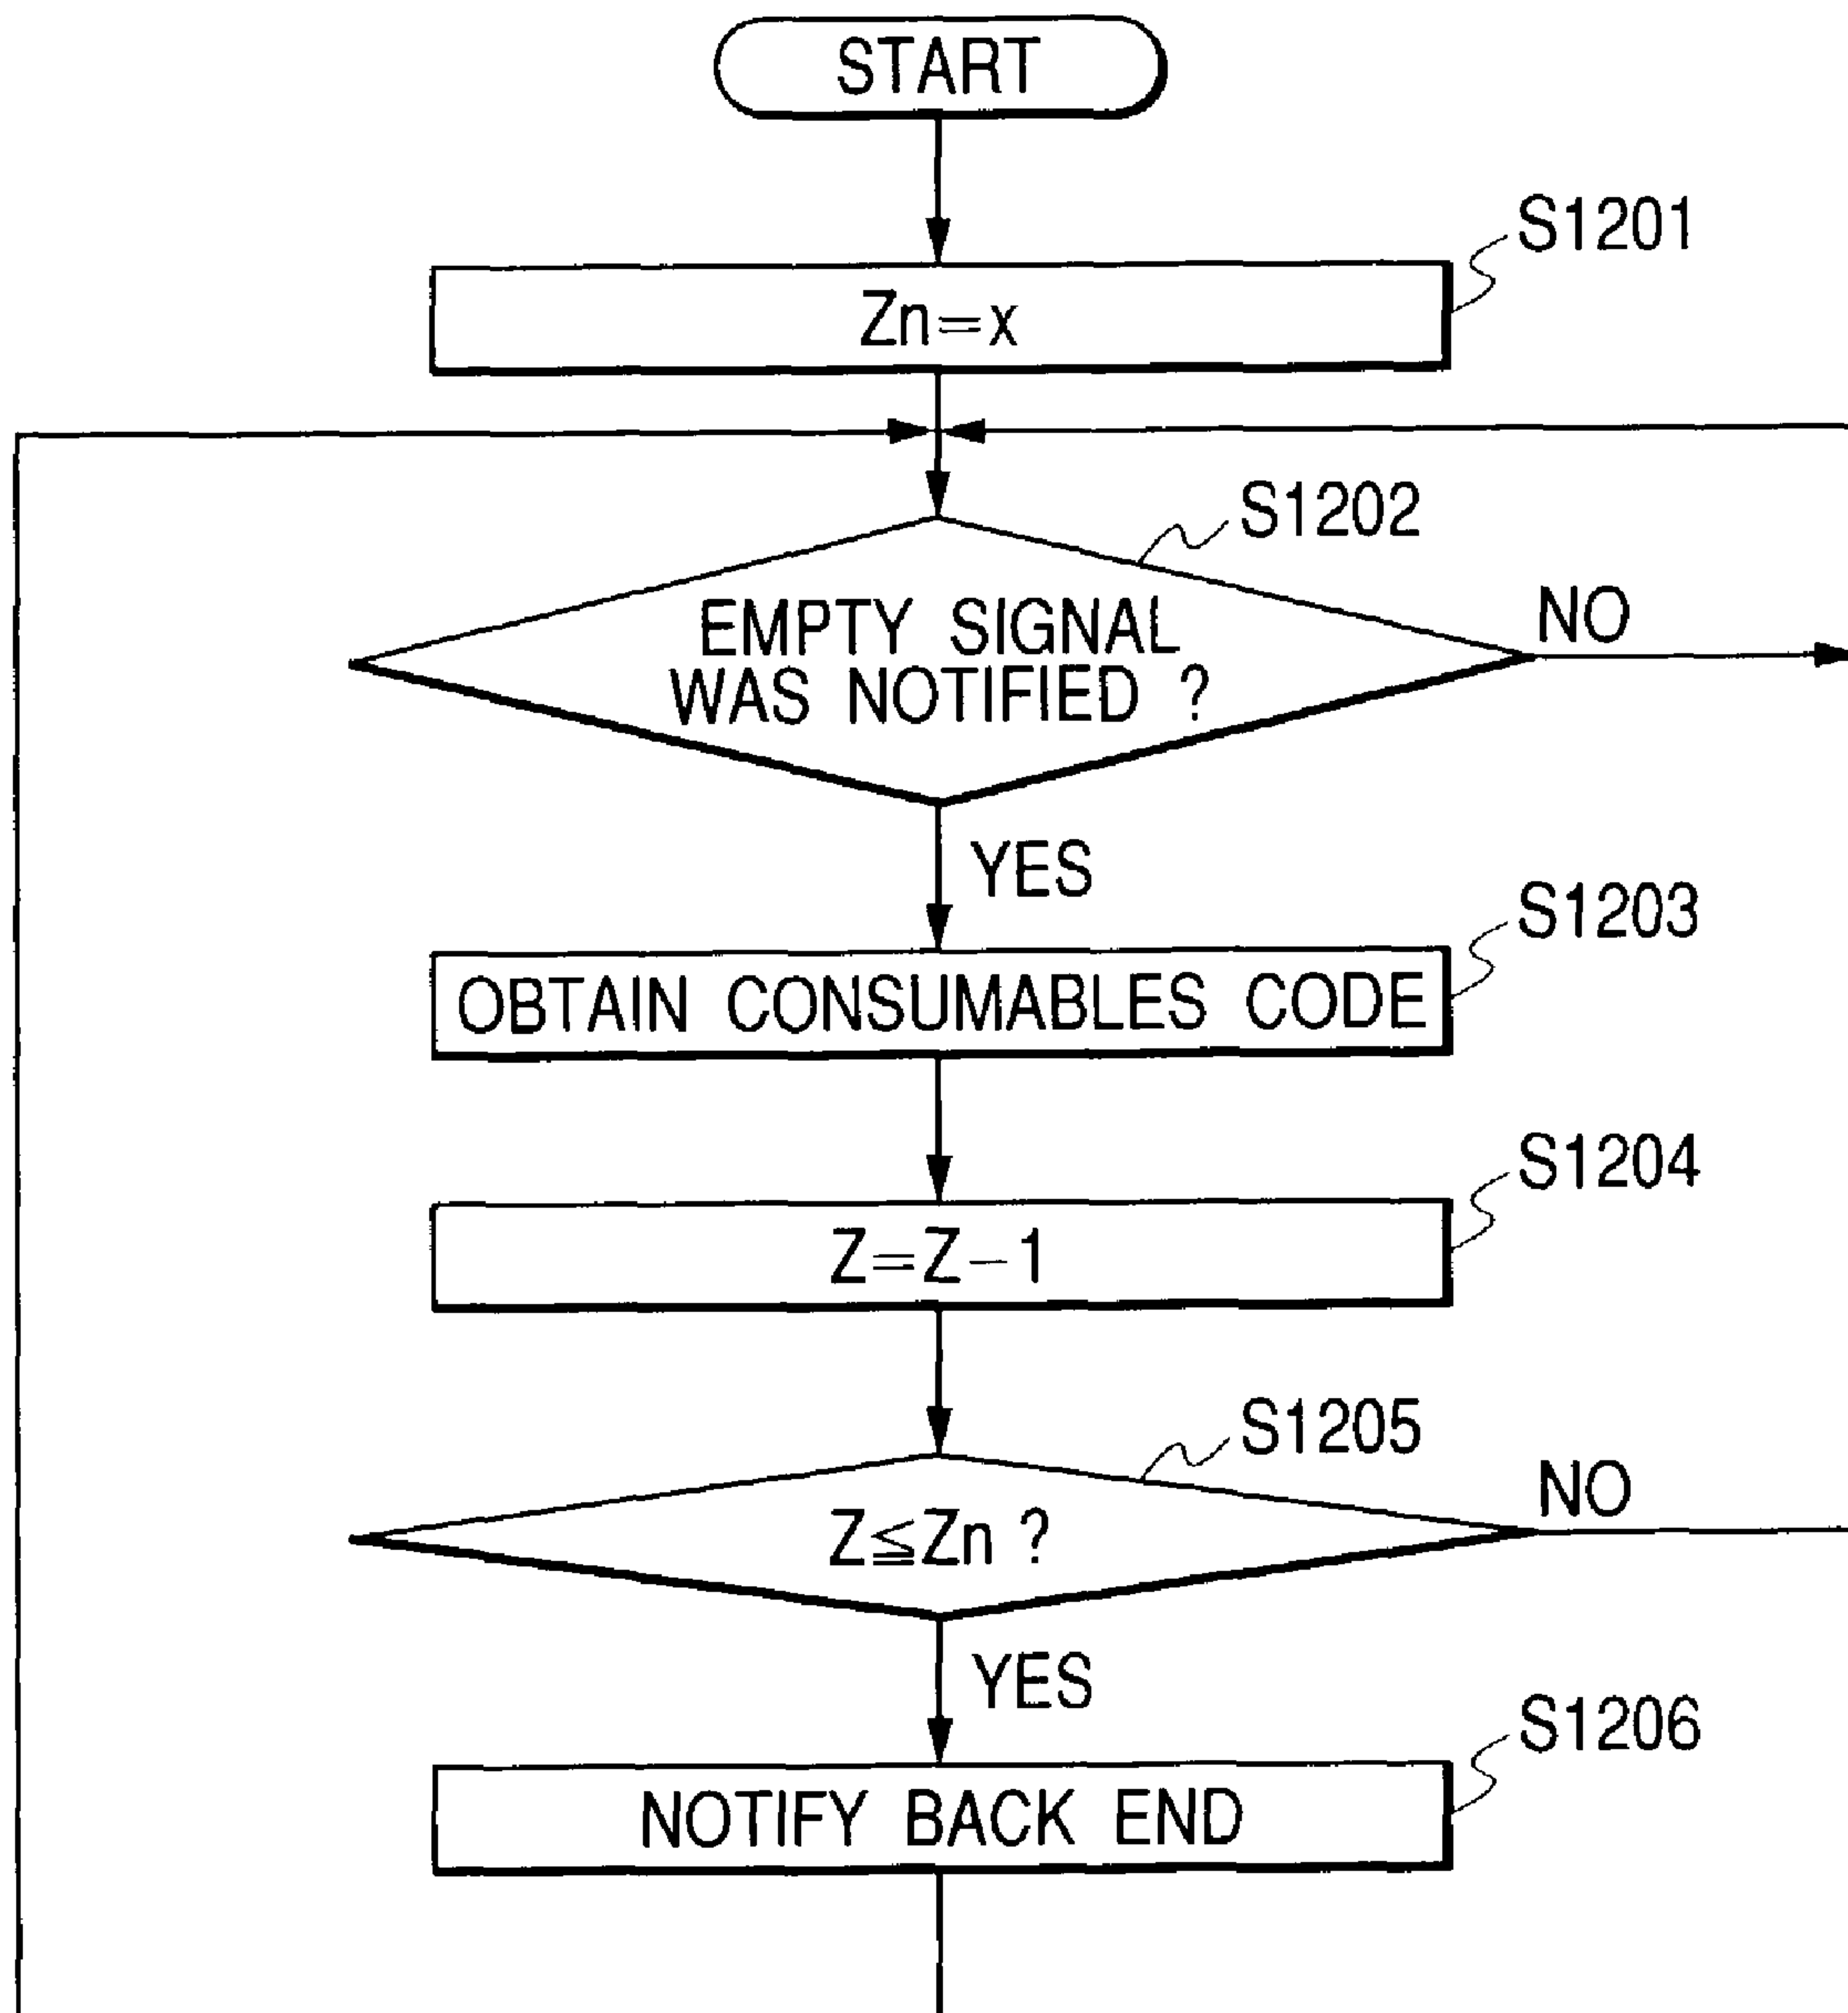 START
S1201
Zn=x
S1202
EMPTY SIGNAL
WAS NOTIFIED ?
NO
YES
S1203
OBTAIN CONSUMABLES CODE
S1204
Z=Z-1
S1205
Z≦Zn ?
NO
YES
S1206
NOTIFY BACK END